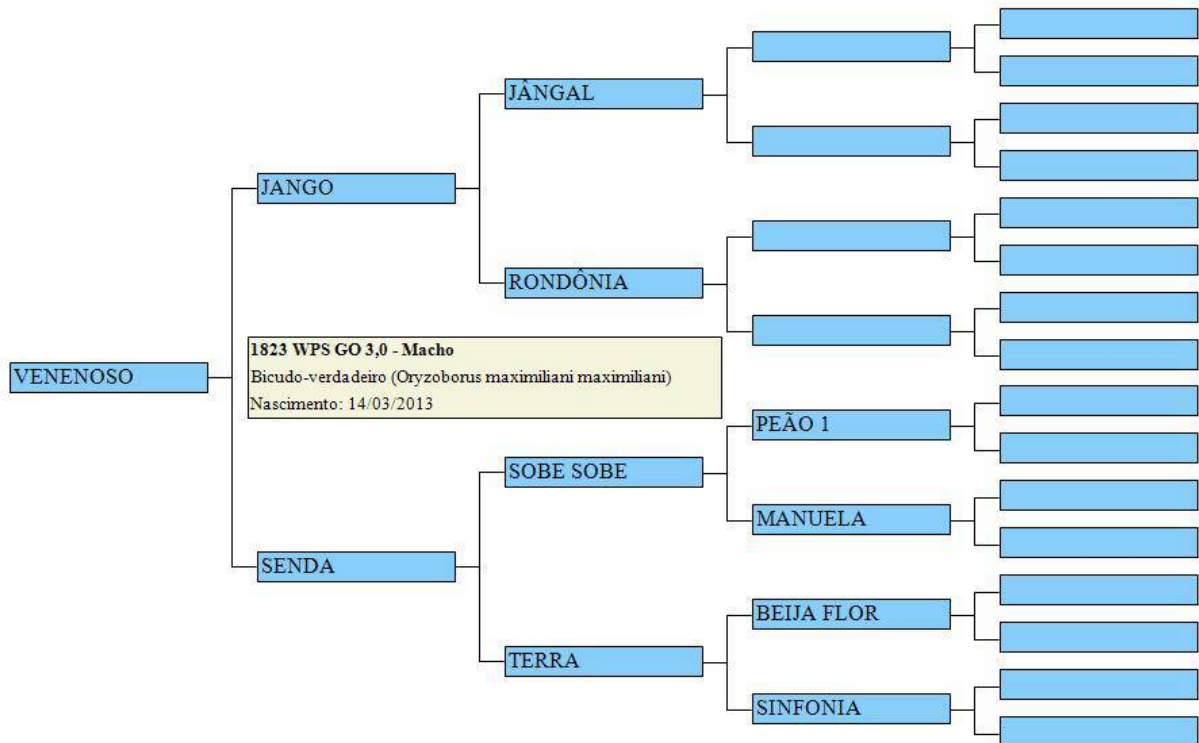 JÂNGAL
JANGO
RONDÔNIA
1823 WPS GO 3,0 - Macho
Bicudo-verdadeiro (Oryzoborus maximiliani maximiliani)
Nascimento: 14/03/2013
VENENOSO
PEÃO 1
SOBE SOBE
MANUELA
SENDA
BEIJA FLOR
TERRA
SINFONIA